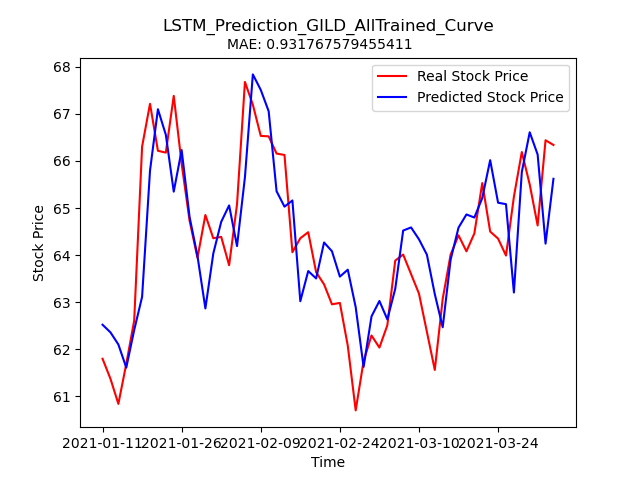 LSTM_Prediction_GILD_AllTrained_Curve
MAE: 0.931767579455411
Real Stock Price
Predicted Stock Price
68
67
66
65
64
63
62
61
Stock Price
2021-01-11 2021-01-26 2021-02-09 2021-02-24 2021-03-10 2021-03-24
Time